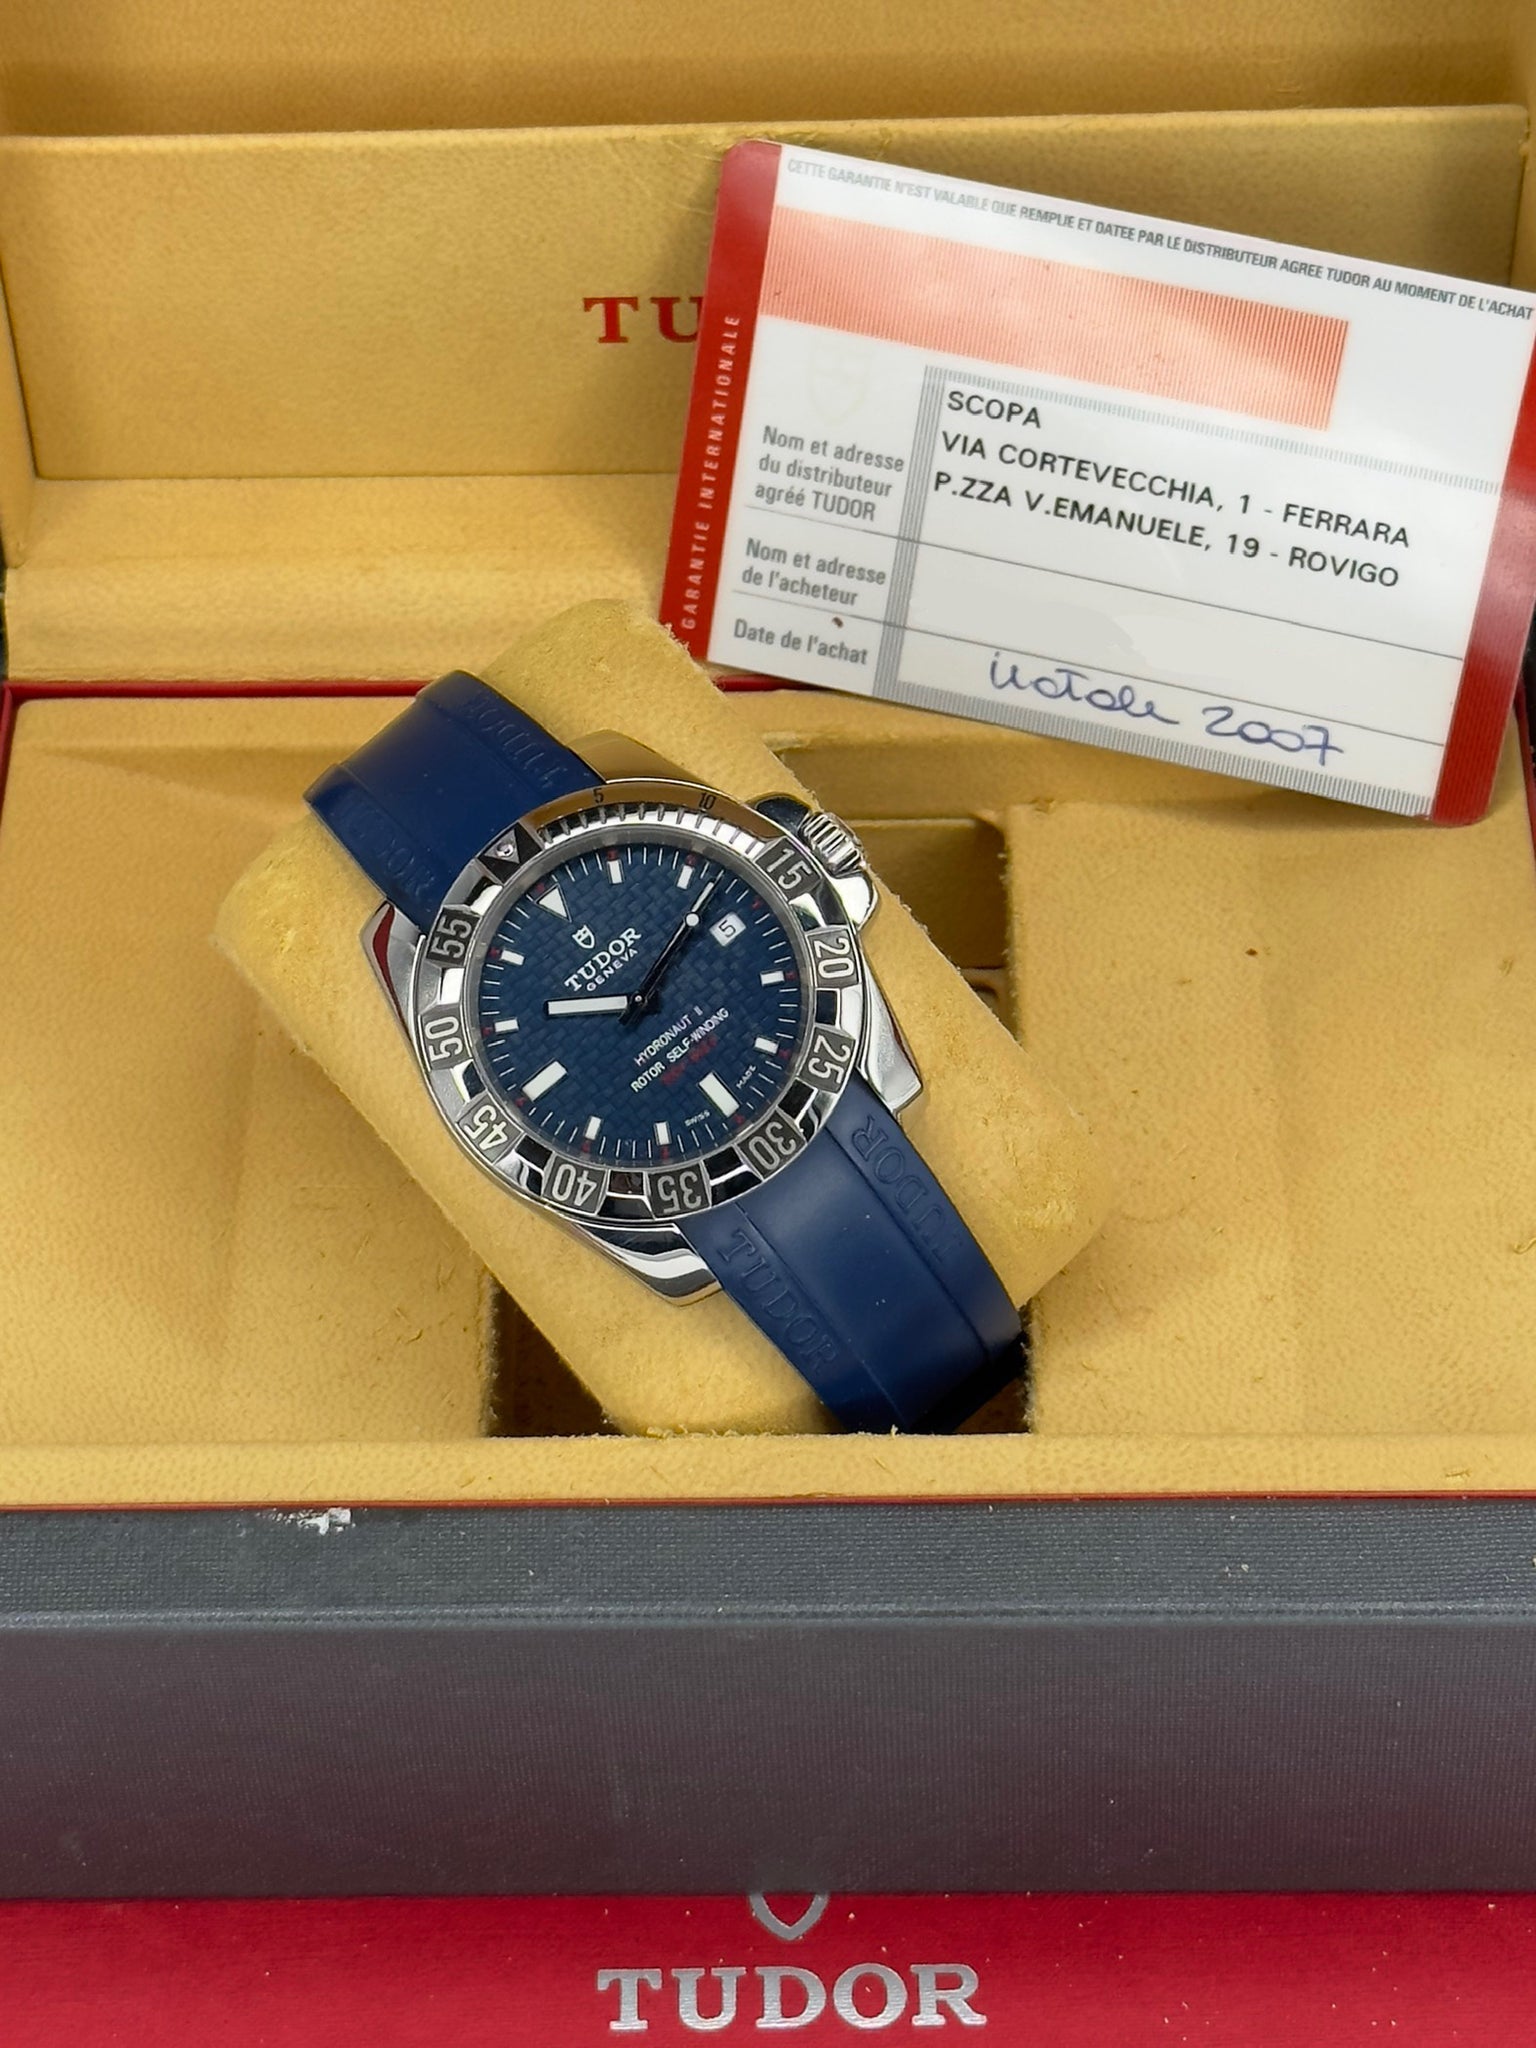 TU
CETTE GARANTIE N'EST VALABLE QUE REMPLIE ET DATEE PAR LE DISTRIBUTEUR AGREE TUDOR AU MOMENT DE L'ACHAT
GARANTIE INTERNATIONALE
Nom et adresse
du distributeur
agréé TUDOR
SCOPA
VIA CORTEVECCHIA, 1 - FERRARA
P.ZZA V.EMANUELE, 19 - ROVIGO
Nom et adresse
de l'acheteur
Date de l'achat
2007
TUDOR
TUDOR
5
10
15
20
25
30
35
40
45
50
55
TUDOR
GENEVA
5
HYDRONAUT II
ROTOR SELF-WINDING
SWISS MADE
TUDOR
TUDOR
TUDOR